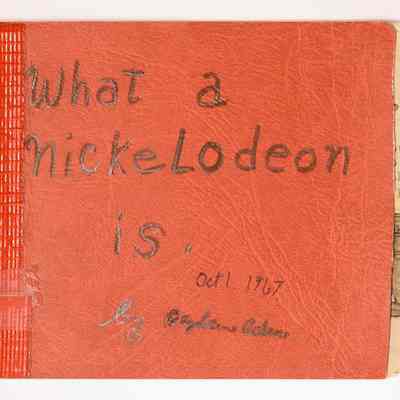 What a
nickeLodeon
is.
Oct 1 1967
by